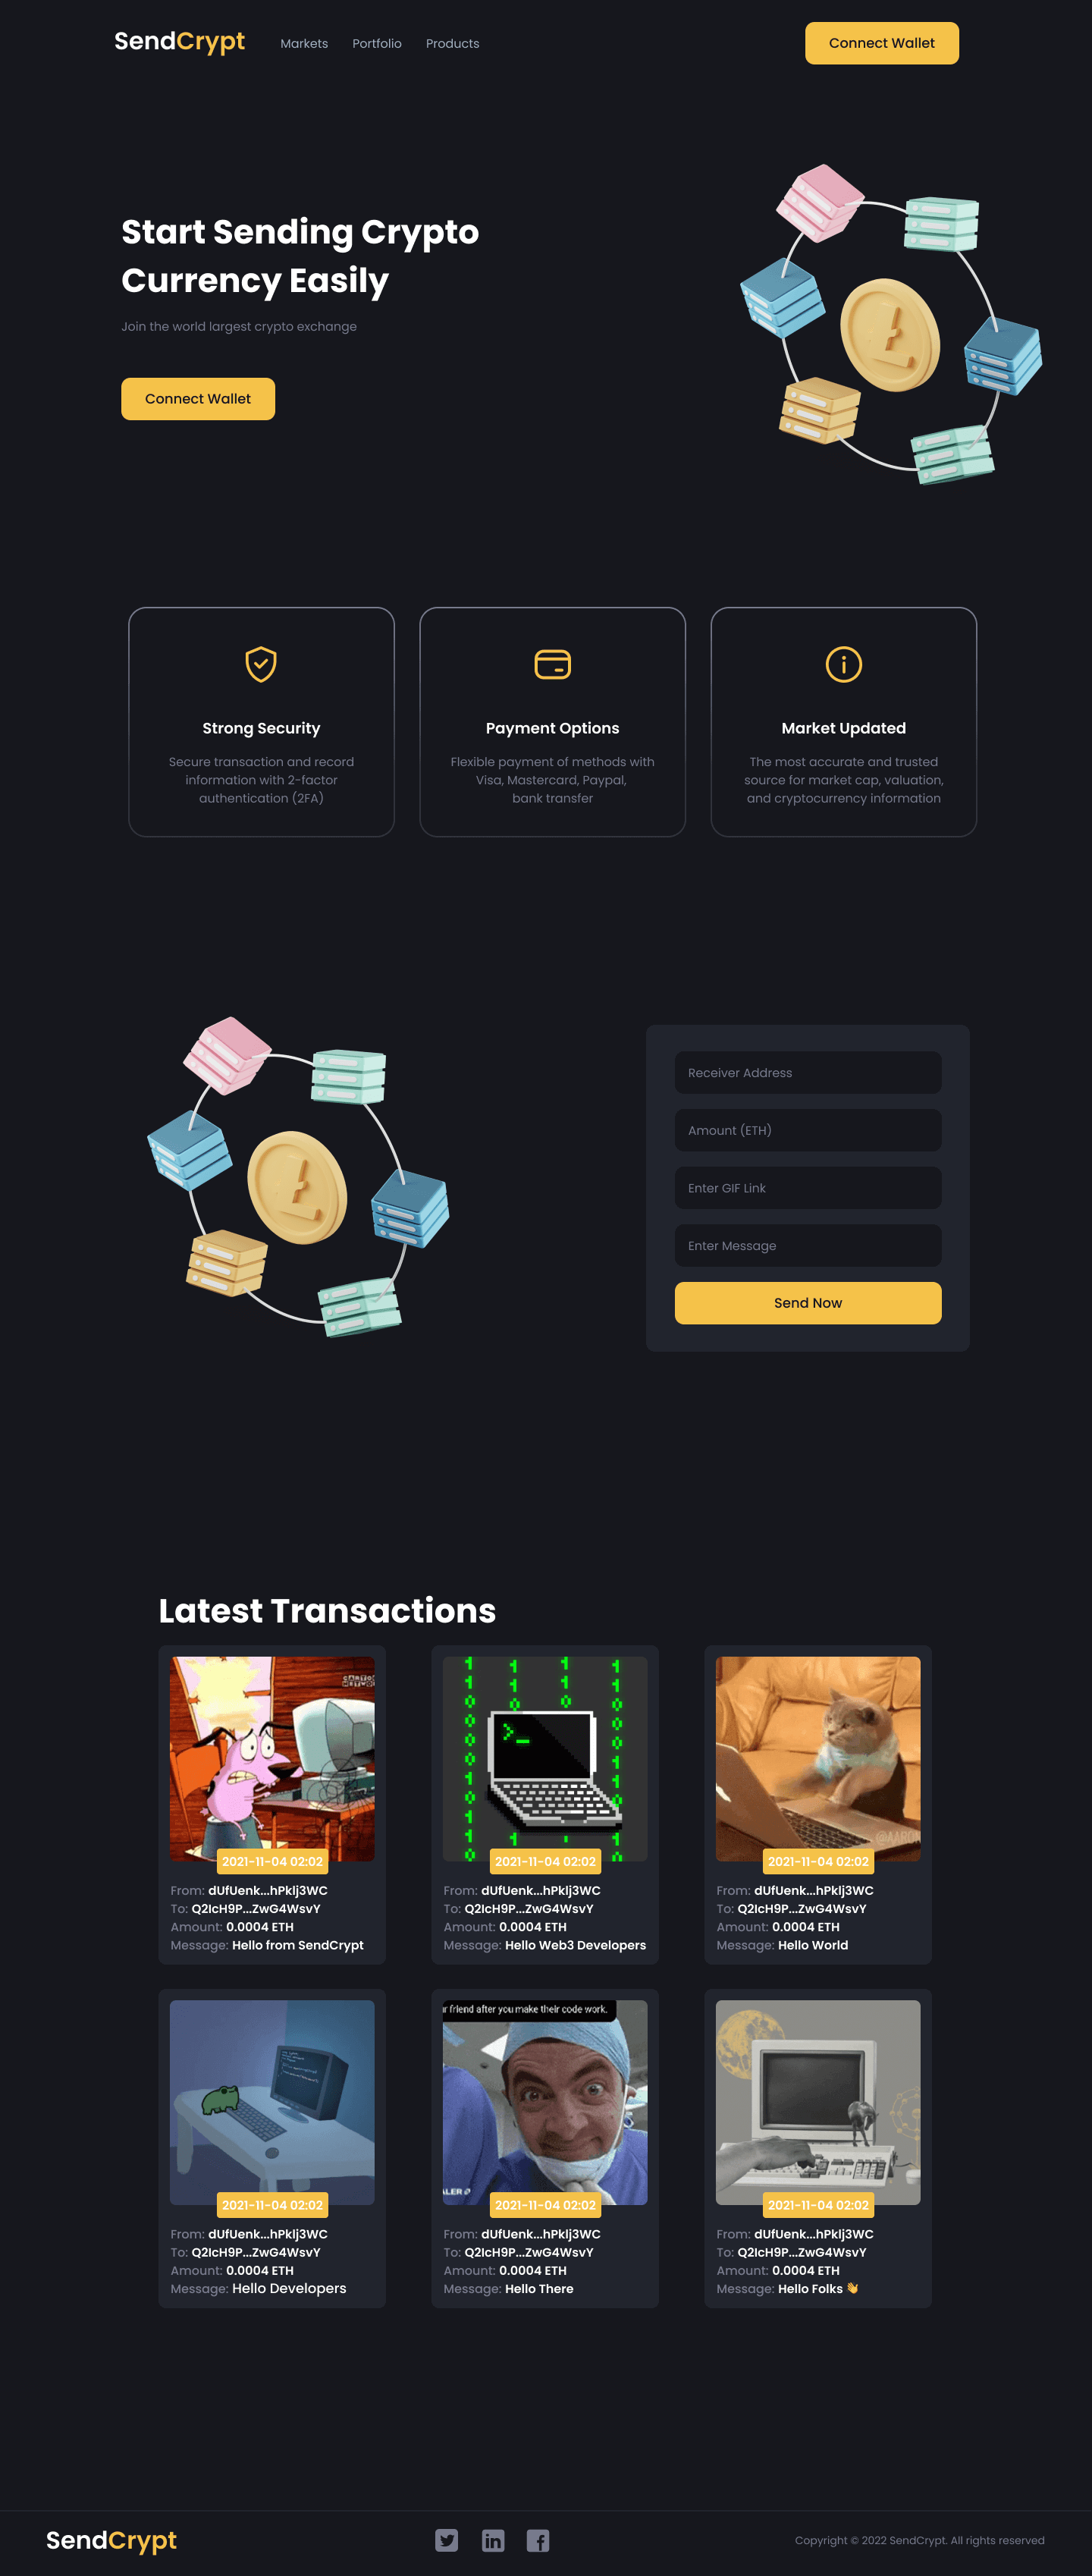 SendCrypt
Markets
Portfolio
Products
Connect Wallet
Start Sending Crypto
Currency Easily
Join the world largest crypto exchange
Connect Wallet
Strong Security
Secure transaction and record
information with 2-factor
authentication (2FA)
Payment Options
Flexible payment of methods with
Visa, Mastercard, Paypal,
bank transfer
Market Updated
The most accurate and trusted
source for market cap, valuation,
and cryptocurrency information
Receiver Address
Amount (ETH)
Enter GIF Link
Enter Message
Send Now
Latest Transactions
2021-11-04 02:02
From: dUfUenk...hPklj3WC
To: Q2IcH9P...ZwG4WsvY
Amount: 0.0004 ETH
Message: Hello from SendCrypt
2021-11-04 02:02
From: dUfUenk...hPklj3WC
To: Q2IcH9P...ZwG4WsvY
Amount: 0.0004 ETH
Message: Hello Web3 Developers
@AARON
2021-11-04 02:02
From: dUfUenk...hPklj3WC
To: Q2IcH9P...ZwG4WsvY
Amount: 0.0004 ETH
Message: Hello World
2021-11-04 02:02
From: dUfUenk...hPklj3WC
To: Q2IcH9P...ZwG4WsvY
Amount: 0.0004 ETH
Message: Hello Developers
friend after you make their code work.
2021-11-04 02:02
From: dUfUenk...hPklj3WC
To: Q2IcH9P...ZwG4WsvY
Amount: 0.0004 ETH
Message: Hello There
2021-11-04 02:02
From: dUfUenk...hPklj3WC
To: Q2IcH9P...ZwG4WsvY
Amount: 0.0004 ETH
Message: Hello Folks 👋
SendCrypt
Copyright © 2022 SendCrypt. All rights reserved